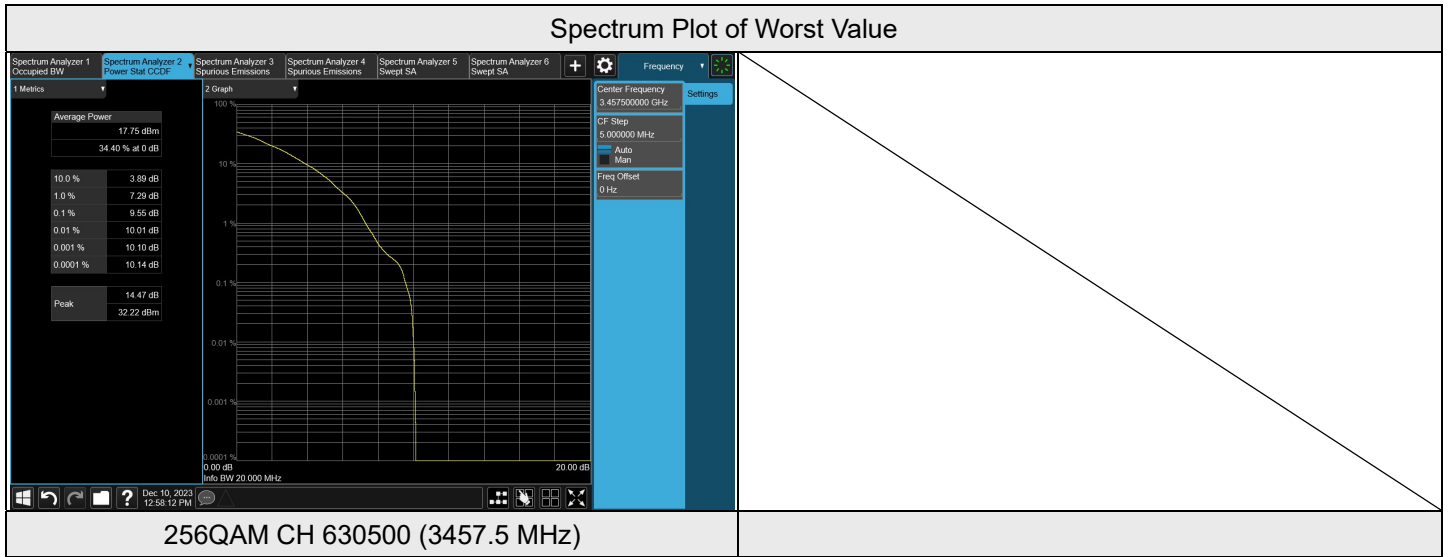 Spectrum Plot of Worst Value
Spectrum Analyzer 1
Occupied BW
Spectrum Analyzer 2
Power Stat CCDF
Spectrum Analyzer 3
Spurious Emissions
Spectrum Analyzer 4
Spurious Emissions
Spectrum Analyzer 5
Swept SA
Spectrum Analyzer 6
Swept SA
+
Frequency
1 Metrics
Average Power
17.75 dBm
34.40 % at 0 dB
10.0 % 3.89 dB
1.0 % 7.29 dB
0.1 % 9.55 dB
0.01 % 10.01 dB
0.001 % 10.10 dB
0.0001 % 10.14 dB
Peak
14.47 dB
32.22 dBm
2 Graph
100 %
10 %
1 %
0.1 %
0.01 %
0.001 %
0.0001 %
0.00 dB 20.00 dB
Info BW 20.000 MHz
Center Frequency
3.457500000 GHz
Settings
CF Step
5.000000 MHz
Auto
Man
Freq Offset
0 Hz
?
Dec 10, 2023
12:58:12 PM
256QAM CH 630500 (3457.5 MHz)